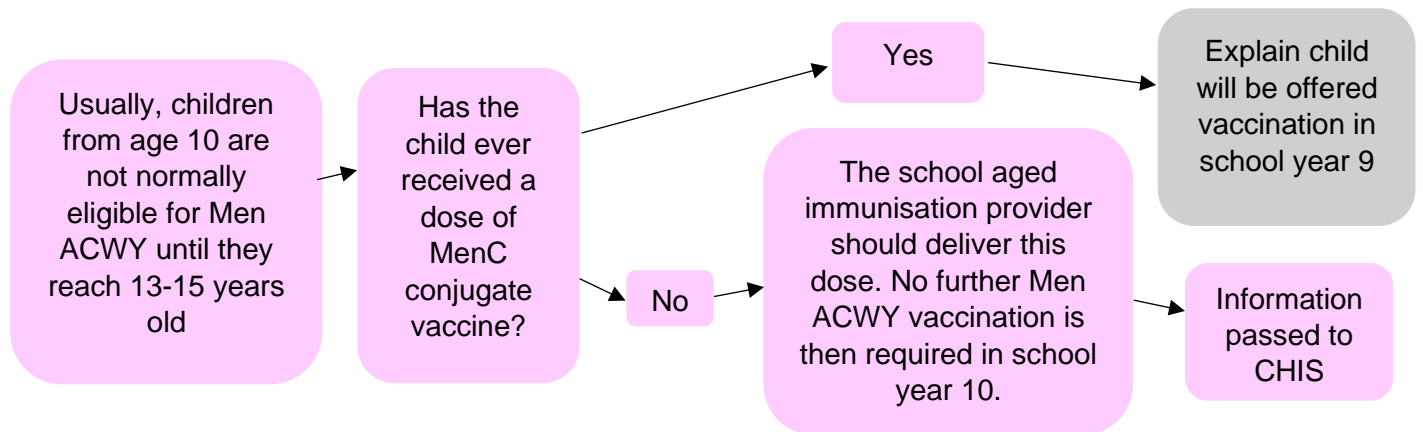 Usually, children
from age 10 are
not normally
eligible for Men
ACWY until they
reach 13-15 years
old
Has the
child ever
received a
dose of
MenC
conjugate
vaccine?
Yes
Explain child
will be offered
vaccination in
school year 9
No
The school aged
immunisation provider
should deliver this
dose. No further Men
ACWY vaccination is
then required in school
year 10.
Information
passed to
CHIS